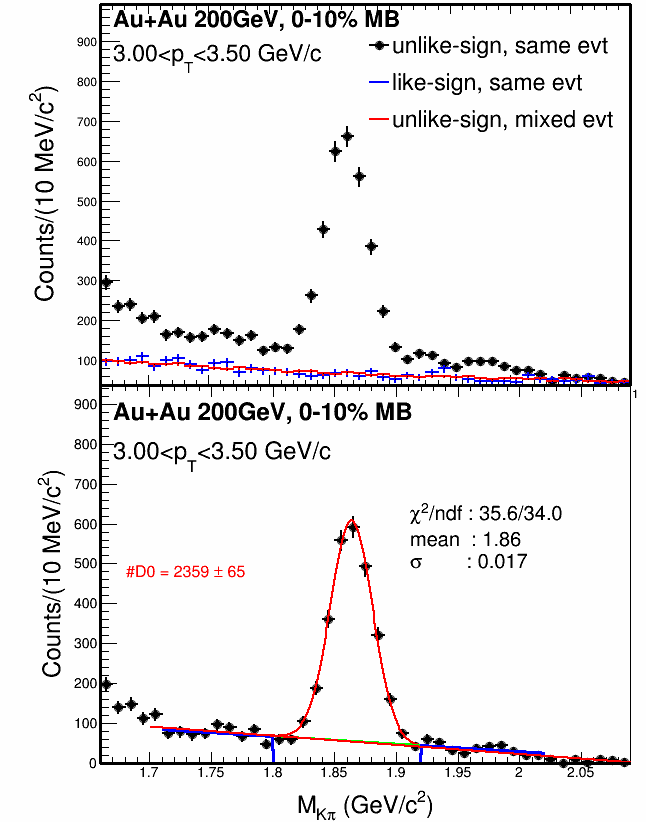 Au+Au 200GeV, 0-10% MB
3.00<p_T<3.50 GeV/c
unlike-sign, same evt
like-sign, same evt
unlike-sign, mixed evt
Counts/(10 MeV/c²)
900
800
700
600
500
400
300
200
100
1
Au+Au 200GeV, 0-10% MB
3.00<p_T<3.50 GeV/c
χ²/ndf : 35.6/34.0
mean : 1.86
σ : 0.017
#D0 = 2359 ± 65
Counts/(10 MeV/c²)
900
800
700
600
500
400
300
200
100
0
1.7 1.75 1.8 1.85 1.9 1.95 2 2.05
M_Kπ (GeV/c²)